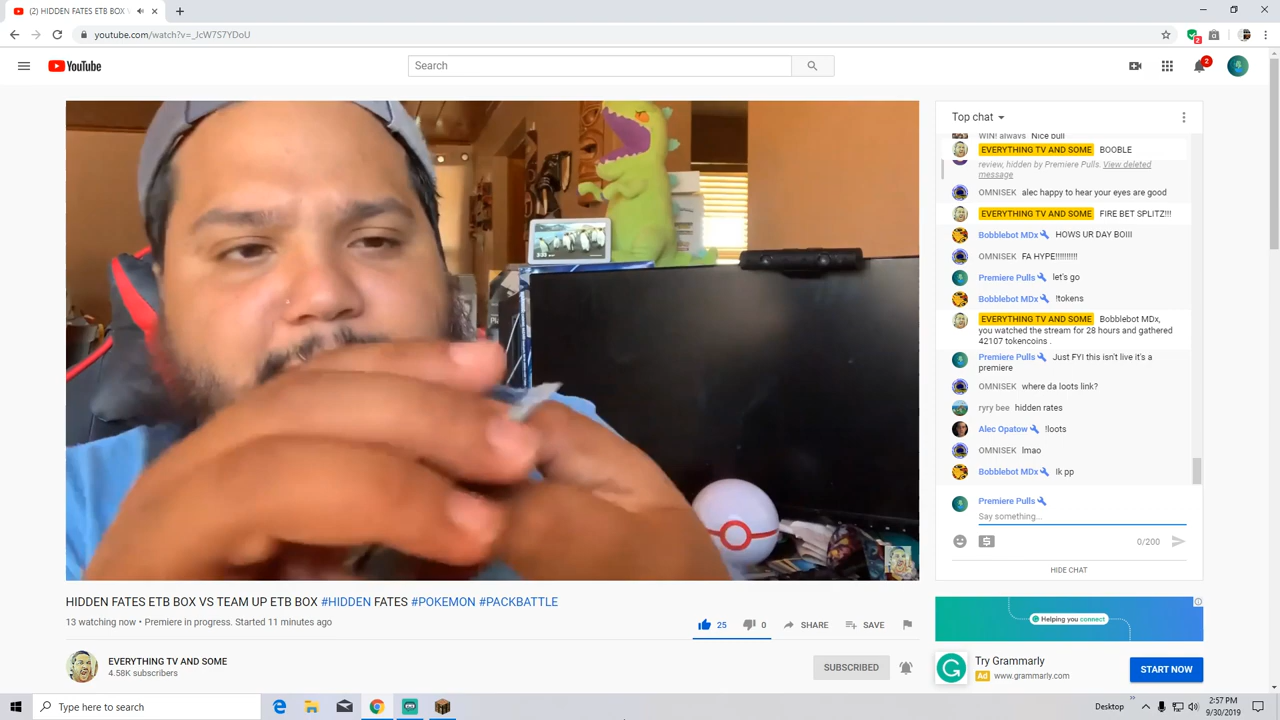 (2) HIDDEN FATES ETB BOX V
youtube.com/watch?v=_JcW7S7YDoU
2
YouTube
Search
2
Top chat
WIN! always Nice pull
EVERYTHING TV AND SOME BOOBLE
review, hidden by Premiere Pulls. View deleted
message
OMNISEK alec happy to hear your eyes are good
EVERYTHING TV AND SOME FIRE BET SPLITZ!!!
Bobblebot MDx HOWS UR DAY BOIII
OMNISEK FA HYPE!!!!!!!!!!
Premiere Pulls let's go
Bobblebot MDx !tokens
EVERYTHING TV AND SOME Bobblebot MDx,
you watched the stream for 28 hours and gathered
42107 tokencoins .
Premiere Pulls Just FYI this isn't live it's a
premiere
OMNISEK where da loots link?
ryry bee hidden rates
Alec Opatow !loots
OMNISEK lmao
Bobblebot MDx Ik pp
Premiere Pulls
Say something...
0/200
HIDE CHAT
3:33
HIDDEN FATES ETB BOX VS TEAM UP ETB BOX #HIDDEN FATES #POKEMON #PACKBATTLE
13 watching now • Premiere in progress. Started 11 minutes ago
25 0 SHARE SAVE
EVERYTHING TV AND SOME
4.58K subscribers
SUBSCRIBED
Helping you connect
Try Grammarly
Ad www.grammarly.com
START NOW
Type here to search
Desktop
2:57 PM
9/30/2019